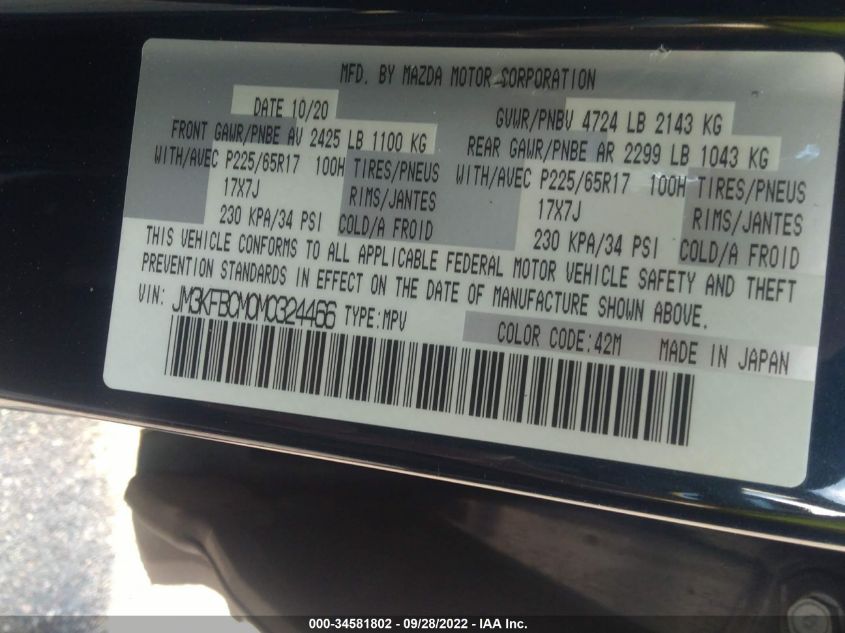 MFD. BY MAZDA MOTOR CORPORATION
DATE 10/20
GVWR/PNBV 4724 LB 2143 KG
FRONT GAWR/PNBE AV 2425 LB 1100 KG
REAR GAWR/PNBE AR 2299 LB 1043 KG
WITH/AVEC P225/65R17 100H TIRES/PNEUS
WITH/AVEC P225/65R17 100H TIRES/PNEUS
17X7J RIMS/JANTES
17X7J RIMS/JANTES
230 KPA/34 PSI COLD/A FROID
230 KPA/34 PSI COLD/A FROID
THIS VEHICLE CONFORMS TO ALL APPLICABLE FEDERAL MOTOR VEHICLE SAFETY AND THEFT
PREVENTION STANDARDS IN EFFECT ON THE DATE OF MANUFACTURE SHOWN ABOVE.
VIN: JM3KFBCM0M0324466 TYPE:MPV
COLOR CODE:42M MADE IN JAPAN
000-34581802 / 09/28/2022 - IAA Inc.